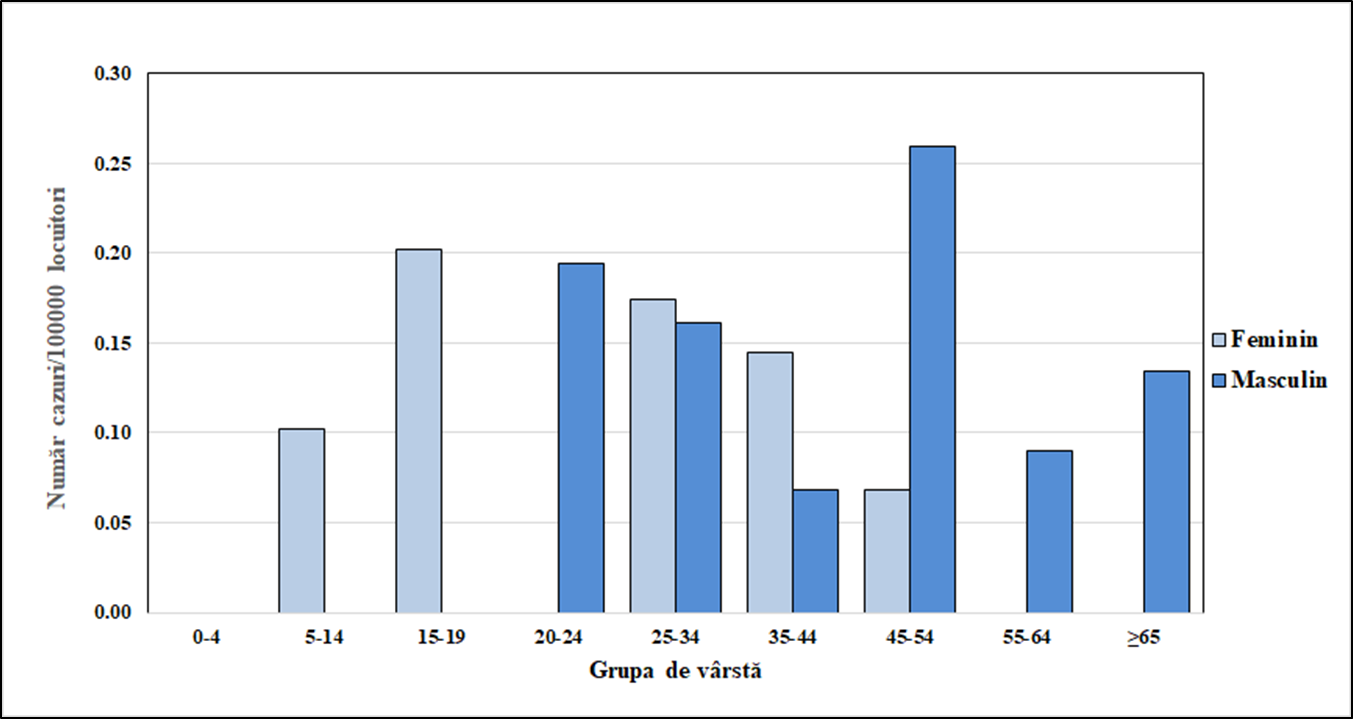 0.30
0.25
0.20
0.15
0.10
0.05
0.00
Număr cazuri/100000 locuitori
0-4 5-14 15-19 20-24 25-34 35-44 45-54 55-64 ≥65
Grupa de vârstă
Feminin
Masculin